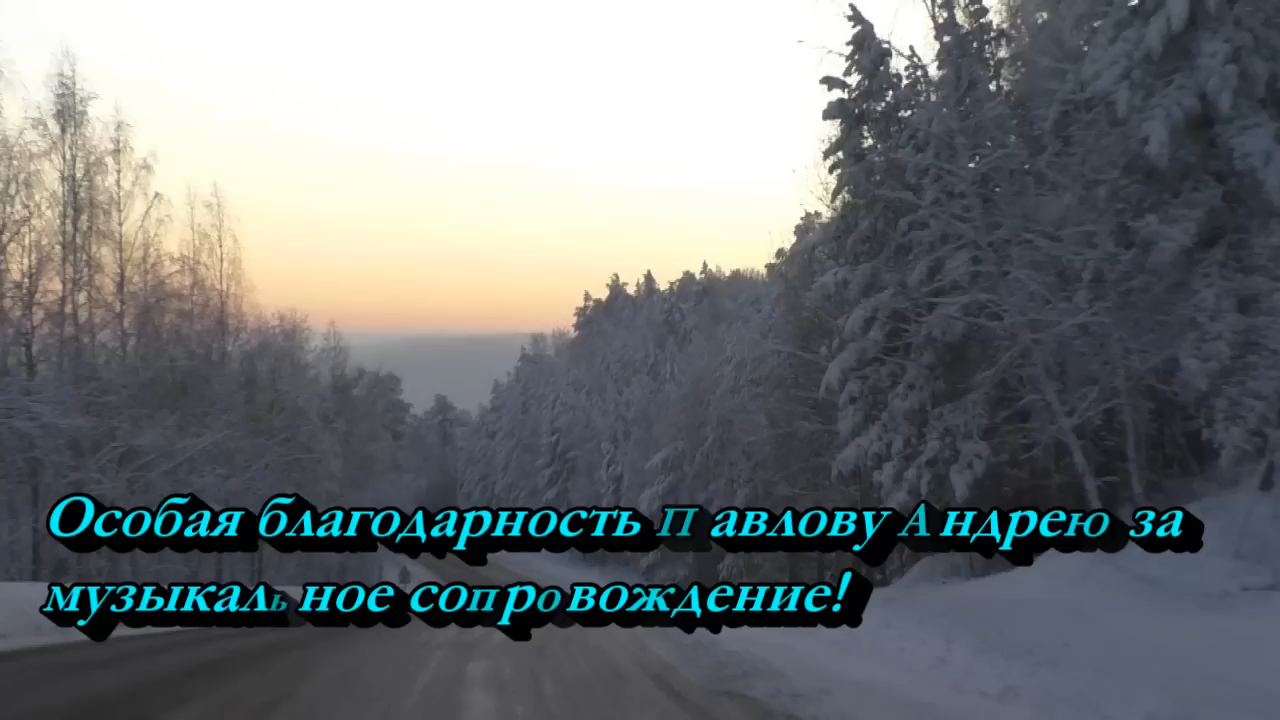 Особая благодарность Павлову Андрею за
музыкальное сопровождение!